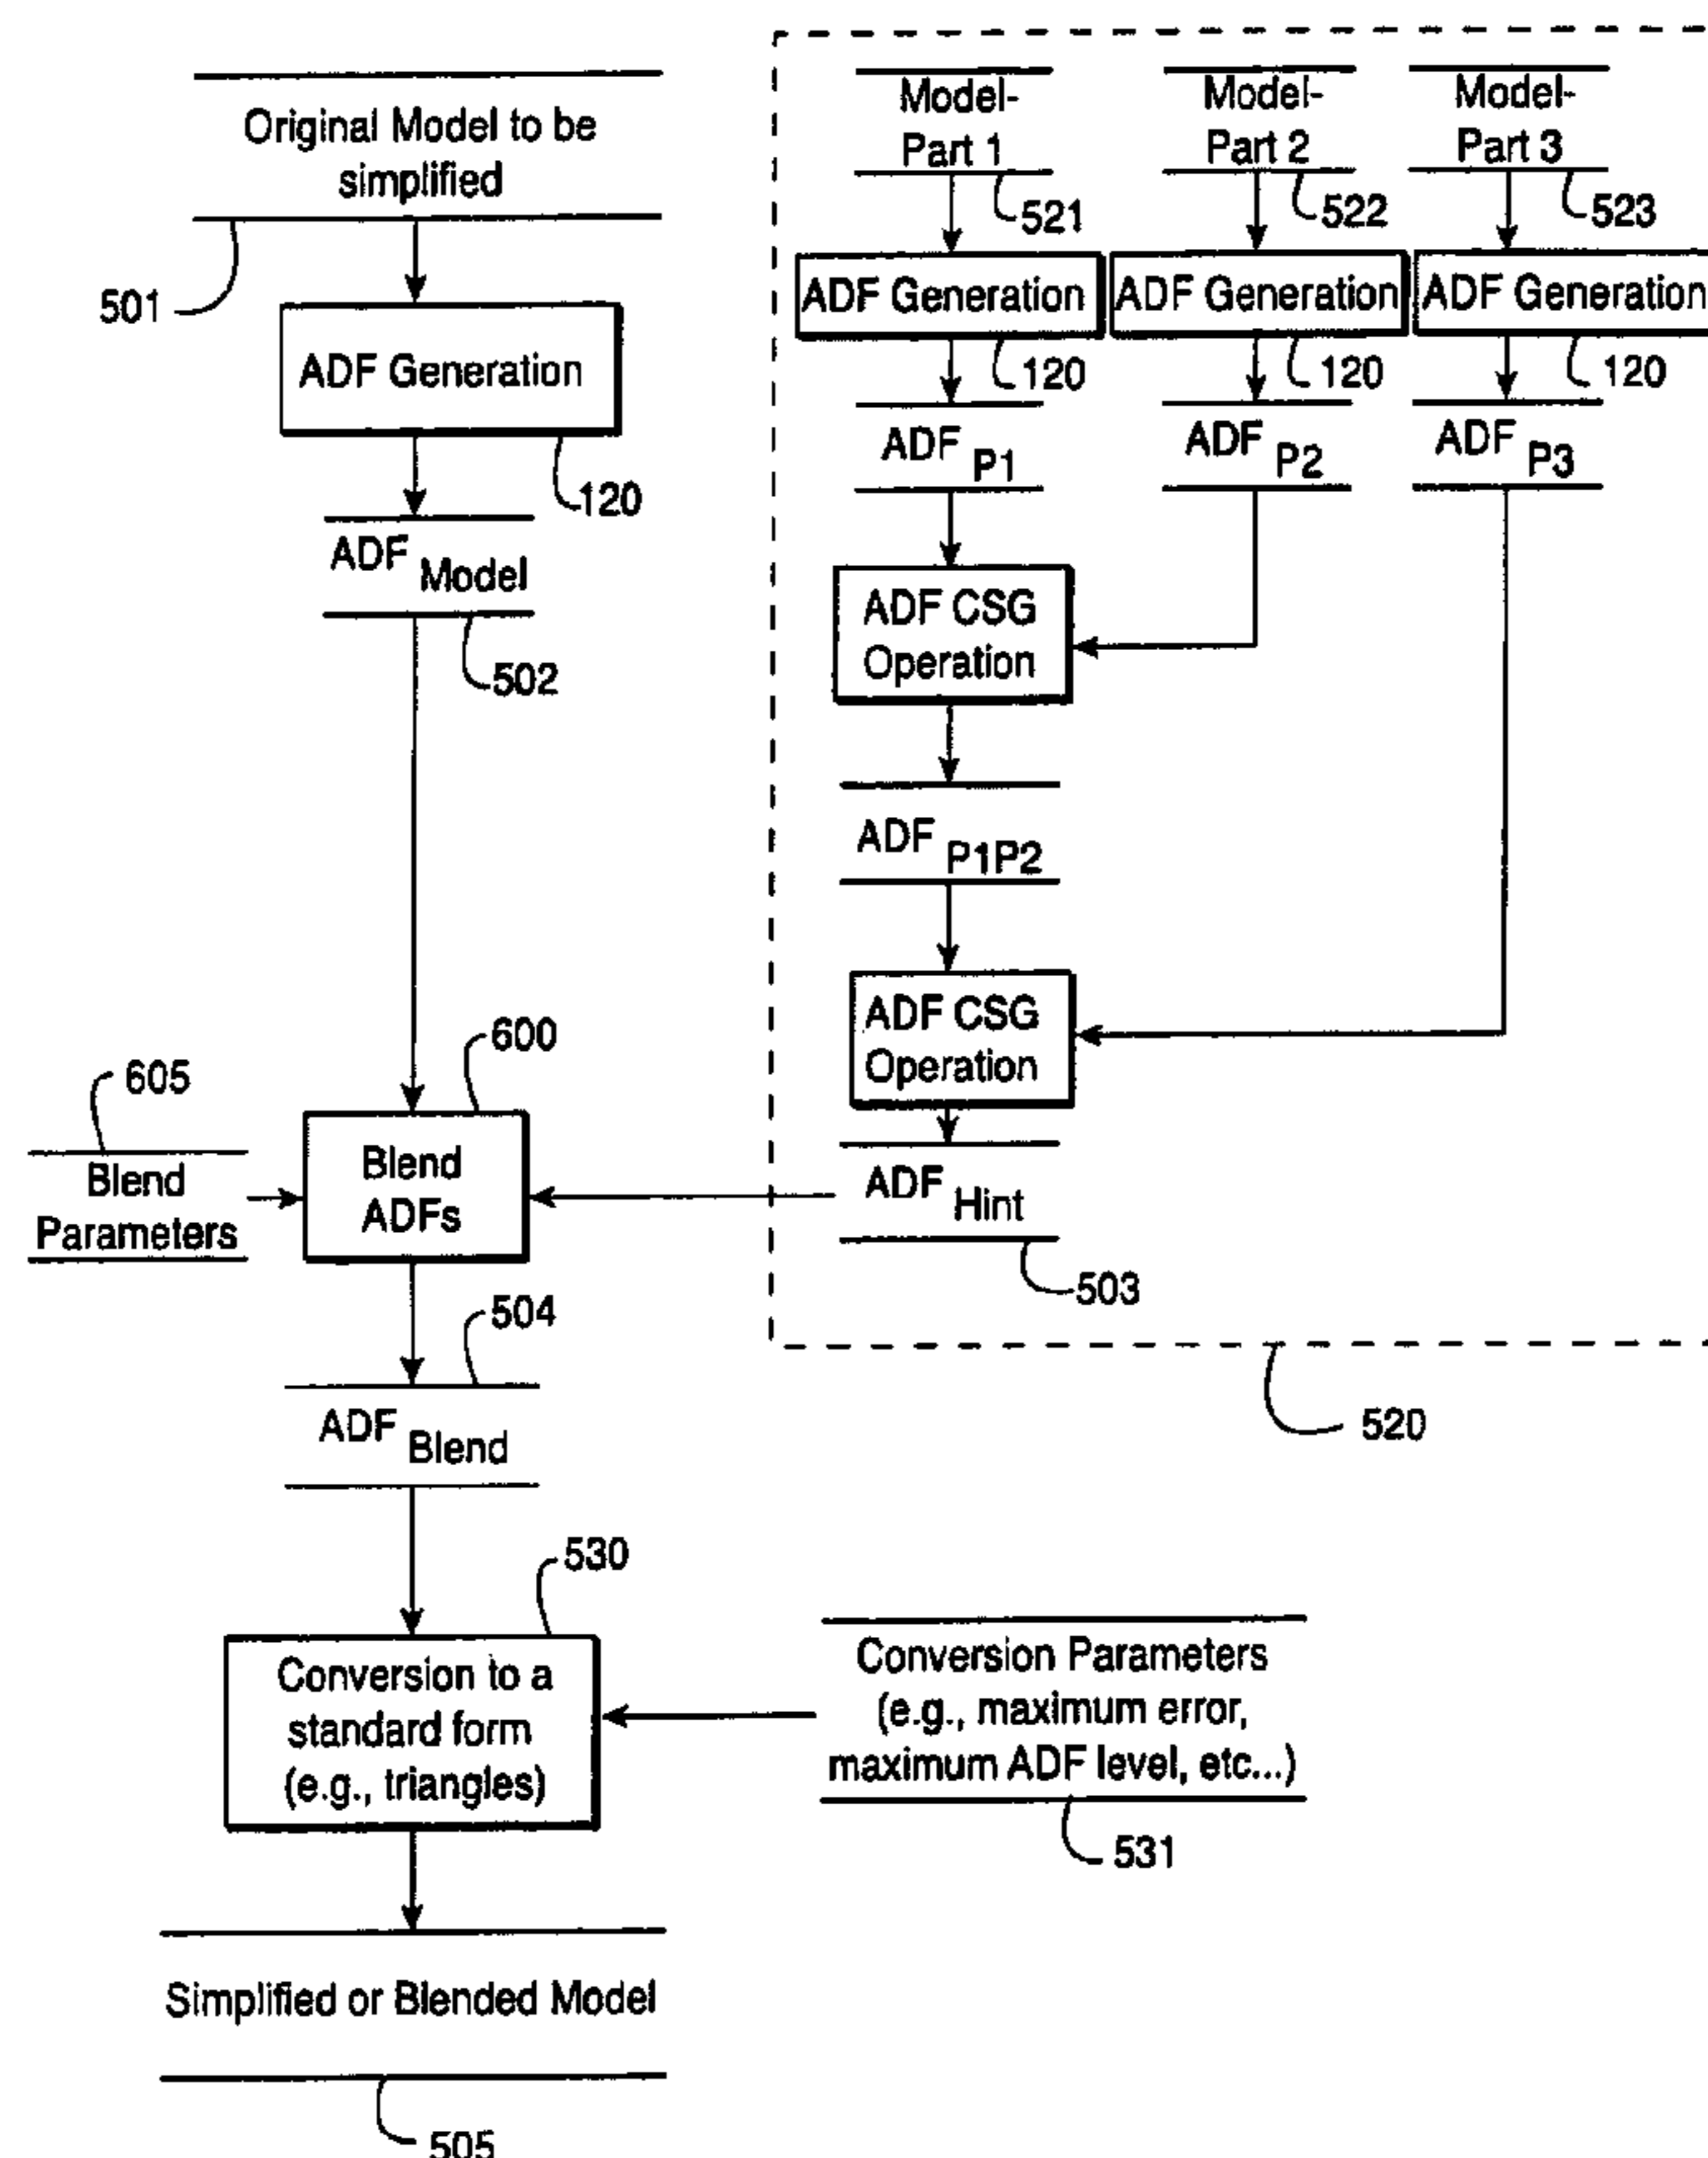 Original Model to be
simplified
501
ADF Generation
120
ADF Model
502
600
605
Blend
Parameters
Blend
ADFs
504
ADF Blend
530
Conversion to a
standard form
(e.g., triangles)
Simplified or Blended Model
505
Model-
Part 1
521
Model-
Part 2
522
Model-
Part 3
523
ADF Generation
ADF Generation
ADF Generation
120
120
120
ADF P1
ADF P2
ADF P3
ADF CSG
Operation
ADF P1P2
ADF CSG
Operation
ADF Hint
503
520
Conversion Parameters
(e.g., maximum error,
maximum ADF level, etc...)
531